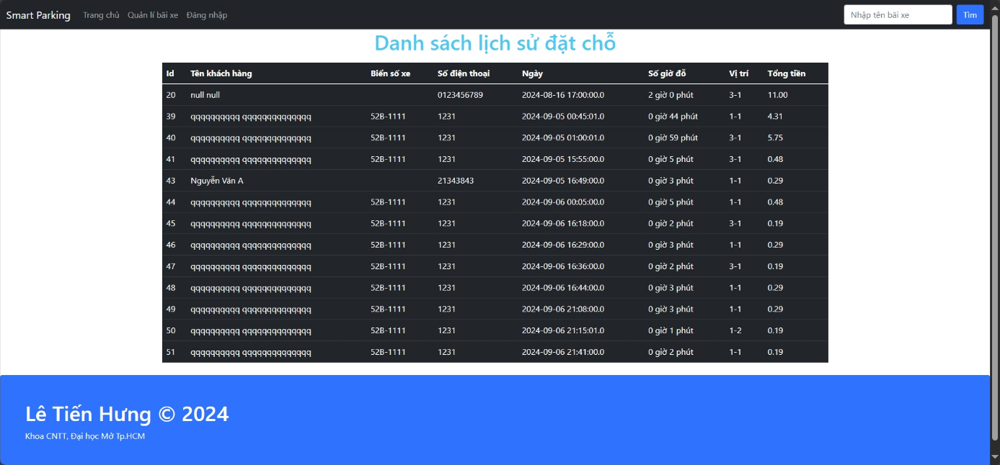 Smart Parking Trang chủ Quản lí bãi xe Đăng nhập Nhập tên bãi xe Tìm
Danh sách lịch sử đặt chỗ
Id Tên khách hàng Biển số xe Số điện thoại Ngày Số giờ đỗ Vị trí Tổng tiền
20 null null 0123456789 2024-08-16 17:00:00.0 2 giờ 0 phút 3-1 11.00
39 qqqqqqqqqq qqqqqqqqqqqqqq 52B-1111 1231 2024-09-05 00:45:01.0 0 giờ 44 phút 1-1 4.31
40 qqqqqqqqqq qqqqqqqqqqqqqq 52B-1111 1231 2024-09-05 01:00:01.0 0 giờ 59 phút 3-1 5.75
41 qqqqqqqqqq qqqqqqqqqqqqqq 52B-1111 1231 2024-09-05 15:55:00.0 0 giờ 5 phút 3-1 0.48
43 Nguyễn Văn A 21343843 2024-09-05 16:49:00.0 0 giờ 3 phút 1-1 0.29
44 qqqqqqqqqq qqqqqqqqqqqqqq 52B-1111 1231 2024-09-06 00:05:00.0 0 giờ 5 phút 1-1 0.48
45 qqqqqqqqqq qqqqqqqqqqqqqq 52B-1111 1231 2024-09-06 16:18:00.0 0 giờ 2 phút 3-1 0.19
46 qqqqqqqqqq qqqqqqqqqqqqqq 52B-1111 1231 2024-09-06 16:29:00.0 0 giờ 3 phút 1-1 0.29
47 qqqqqqqqqq qqqqqqqqqqqqqq 52B-1111 1231 2024-09-06 16:36:00.0 0 giờ 2 phút 3-1 0.19
48 qqqqqqqqqq qqqqqqqqqqqqqq 52B-1111 1231 2024-09-06 16:44:00.0 0 giờ 3 phút 1-1 0.29
49 qqqqqqqqqq qqqqqqqqqqqqqq 52B-1111 1231 2024-09-06 21:08:00.0 0 giờ 3 phút 1-1 0.29
50 qqqqqqqqqq qqqqqqqqqqqqqq 52B-1111 1231 2024-09-06 21:15:01.0 0 giờ 1 phút 1-2 0.19
51 qqqqqqqqqq qqqqqqqqqqqqqq 52B-1111 1231 2024-09-06 21:41:00.0 0 giờ 2 phút 1-1 0.19
Lê Tiến Hưng © 2024
Khoa CNTT, Đại học Mở Tp.HCM